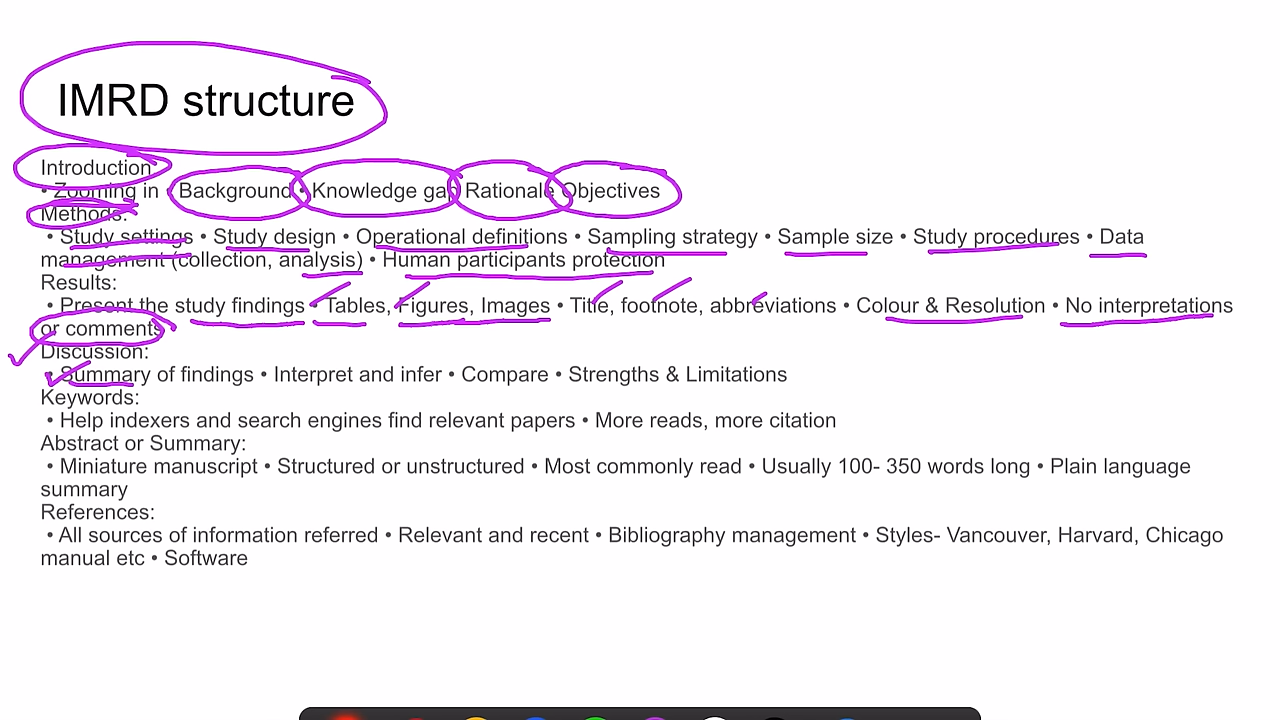 IMRD structure
Introduction
• Zooming in • Background • Knowledge gap Rationale Objectives
Methods:
• Study settings • Study design • Operational definitions • Sampling strategy • Sample size • Study procedures • Data
management (collection, analysis) • Human participants protection
Results:
• Present the study findings • Tables, Figures, Images • Title, footnote, abbreviations • Colour & Resolution • No interpretations
or comments
Discussion:
• Summary of findings • Interpret and infer • Compare • Strengths & Limitations
Keywords:
• Help indexers and search engines find relevant papers • More reads, more citation
Abstract or Summary:
• Miniature manuscript • Structured or unstructured • Most commonly read • Usually 100- 350 words long • Plain language
summary
References:
• All sources of information referred • Relevant and recent • Bibliography management • Styles- Vancouver, Harvard, Chicago
manual etc • Software